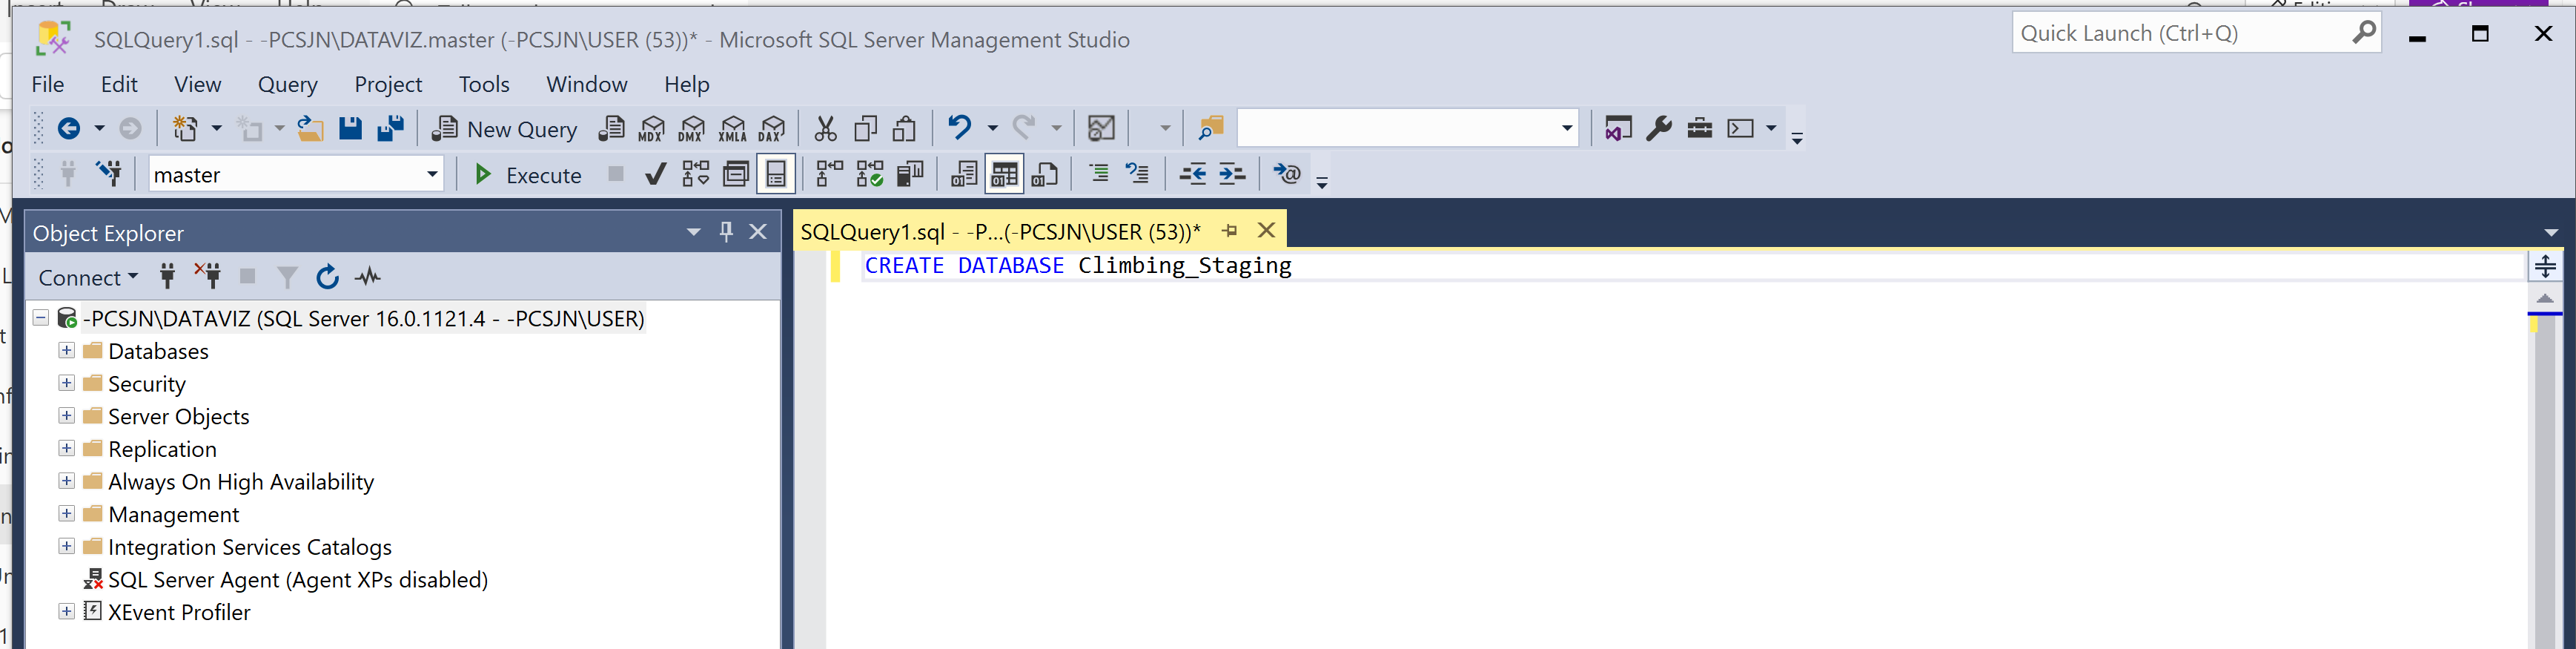 SQLQuery1.sql - -PCSJN\DATAVIZ.master (-PCSJN\USER (53))* - Microsoft SQL Server Management Studio
Quick Launch (Ctrl+Q)
File Edit View Query Project Tools Window Help
New Query MDX DMX XMLA DAX
master Execute
Object Explorer
Connect
-PCSJN\DATAVIZ (SQL Server 16.0.1121.4 - -PCSJN\USER)
Databases
Security
Server Objects
Replication
Always On High Availability
Management
Integration Services Catalogs
SQL Server Agent (Agent XPs disabled)
XEvent Profiler
SQLQuery1.sql - -P...(-PCSJN\USER (53))*
CREATE DATABASE Climbing_Staging